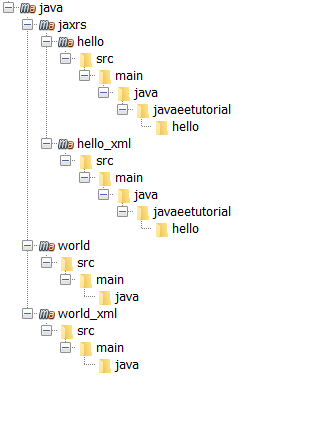 java
jaxrs
hello
src
main
java
javaeetutorial
hello
hello_xml
src
main
java
javaeetutorial
hello
world
src
main
java
world_xml
src
main
java